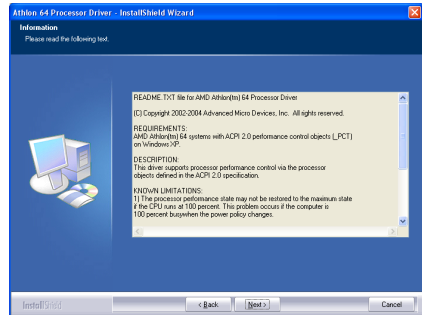 Athlon 64 Processor Driver - InstallShield Wizard
Information
Please read the following text.
README.TXT file for AMD Athlon(tm) 64 Processor Driver
(C) Copyright 2002-2004 Advanced Micro Devices, Inc. All rights reserved.
REQUIREMENTS:
AMD Athlon(tm) 64 systems with ACPI 2.0 performance control objects (_PCT)
on Windows XP.
DESCRIPTION:
This driver supports processor performance control via the processor
objects defined in the ACPI 2.0 specification.
KNOWN LIMITATIONS:
1) The processor performance state may not be restored to the maximum state
if the CPU runs at 100 percent. This problem occurs if the computer is
100 percent busywhen the power policy changes.
InstallShield
< Back
Next >
Cancel